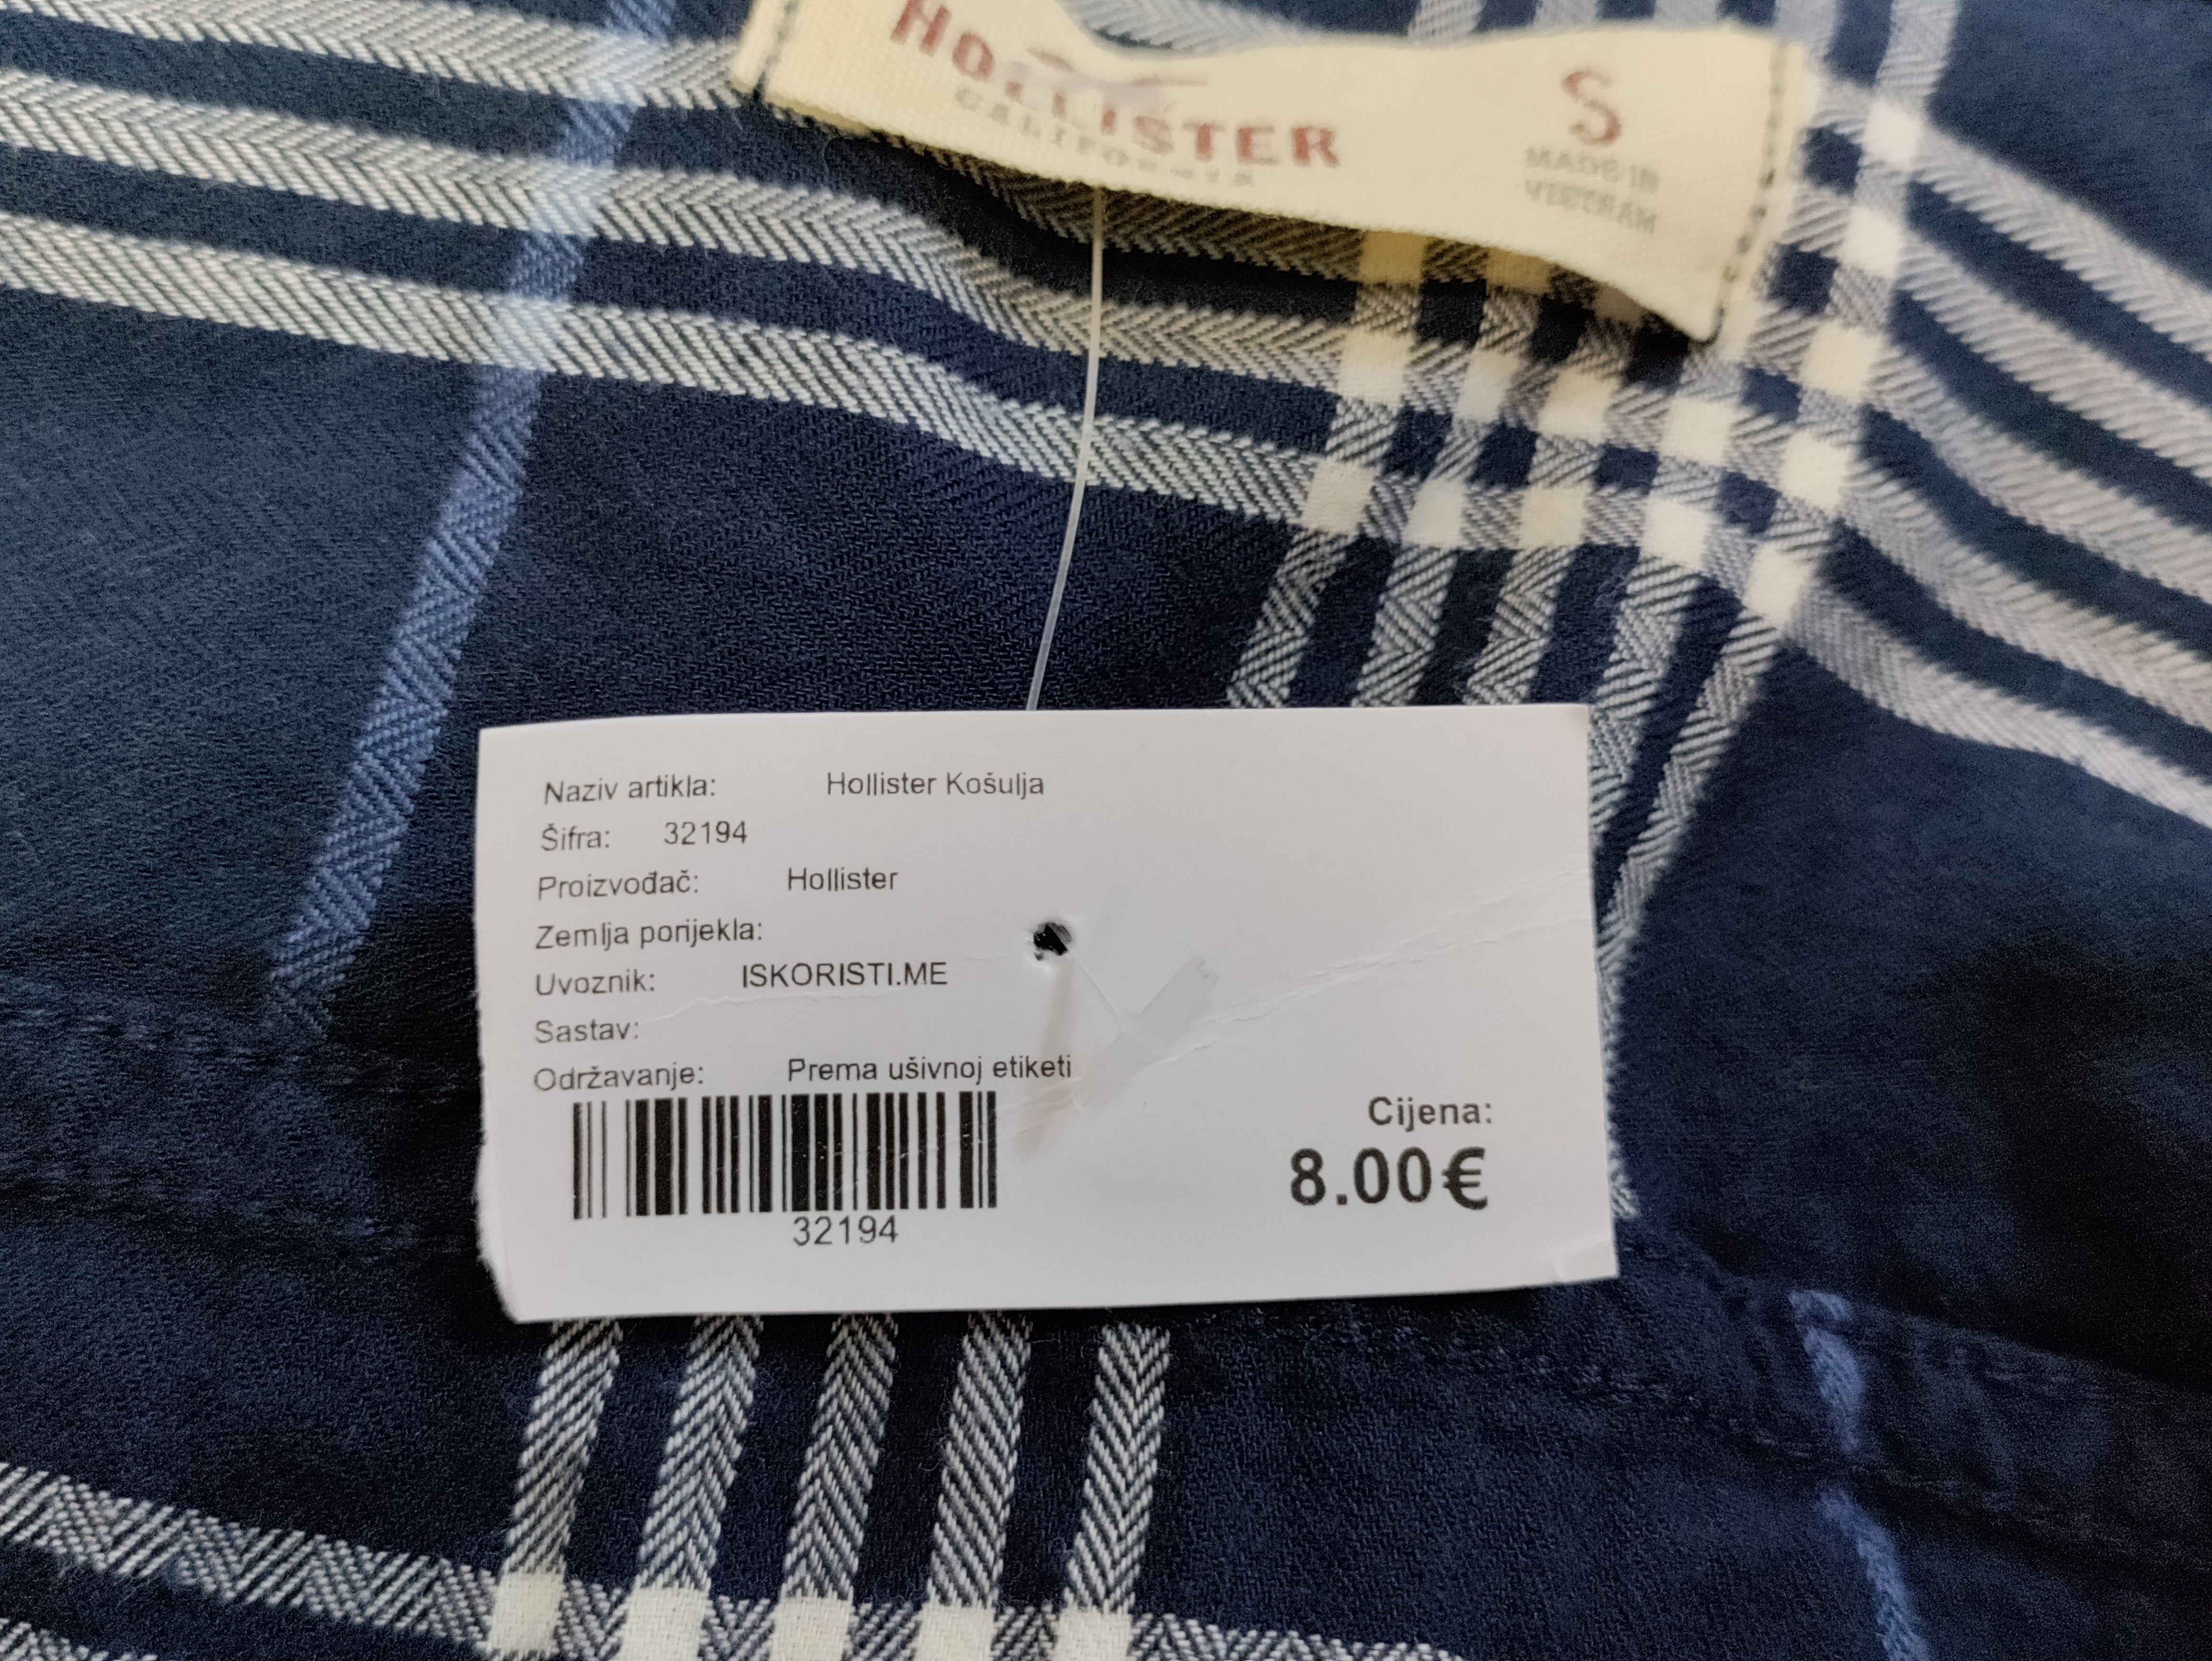 HOLLISTER
CALIFORNIA
S
MADE IN
VIETNAM
Naziv artikla: Hollister Košulja
Šifra: 32194
Proizvođač: Hollister
Zemlja porijekla:
Uvoznik: ISKORISTI.ME
Sastav:
Održavanje: Prema ušivnoj etiketi
32194
Cijena:
8.00€